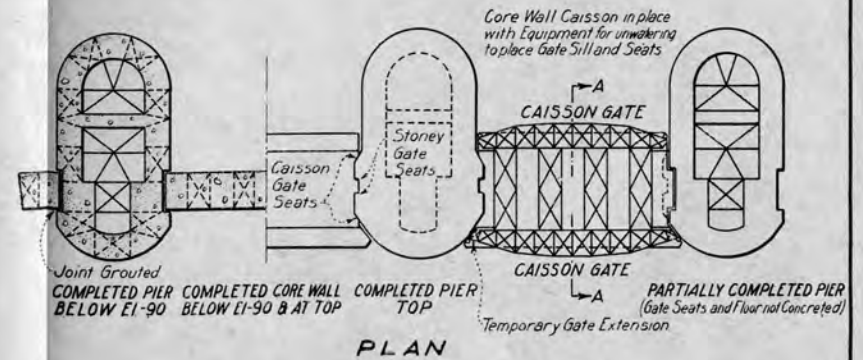 Core Wall Caisson in place
with Equipment for unwatering
to place Gate Sill and Seats
A
CAISSON GATE
Stoney
Gate
Seats
Caisson
Gate
Seats
Joint Grouted
CAISSON GATE
A
COMPLETED PIER
BELOW El-90
COMPLETED CORE WALL
BELOW El-90 & AT TOP
COMPLETED PIER
TOP
PARTIALLY COMPLETED PIER
(Gate Seats and Floor not Concreted)
Temporary Gate Extension
PLAN